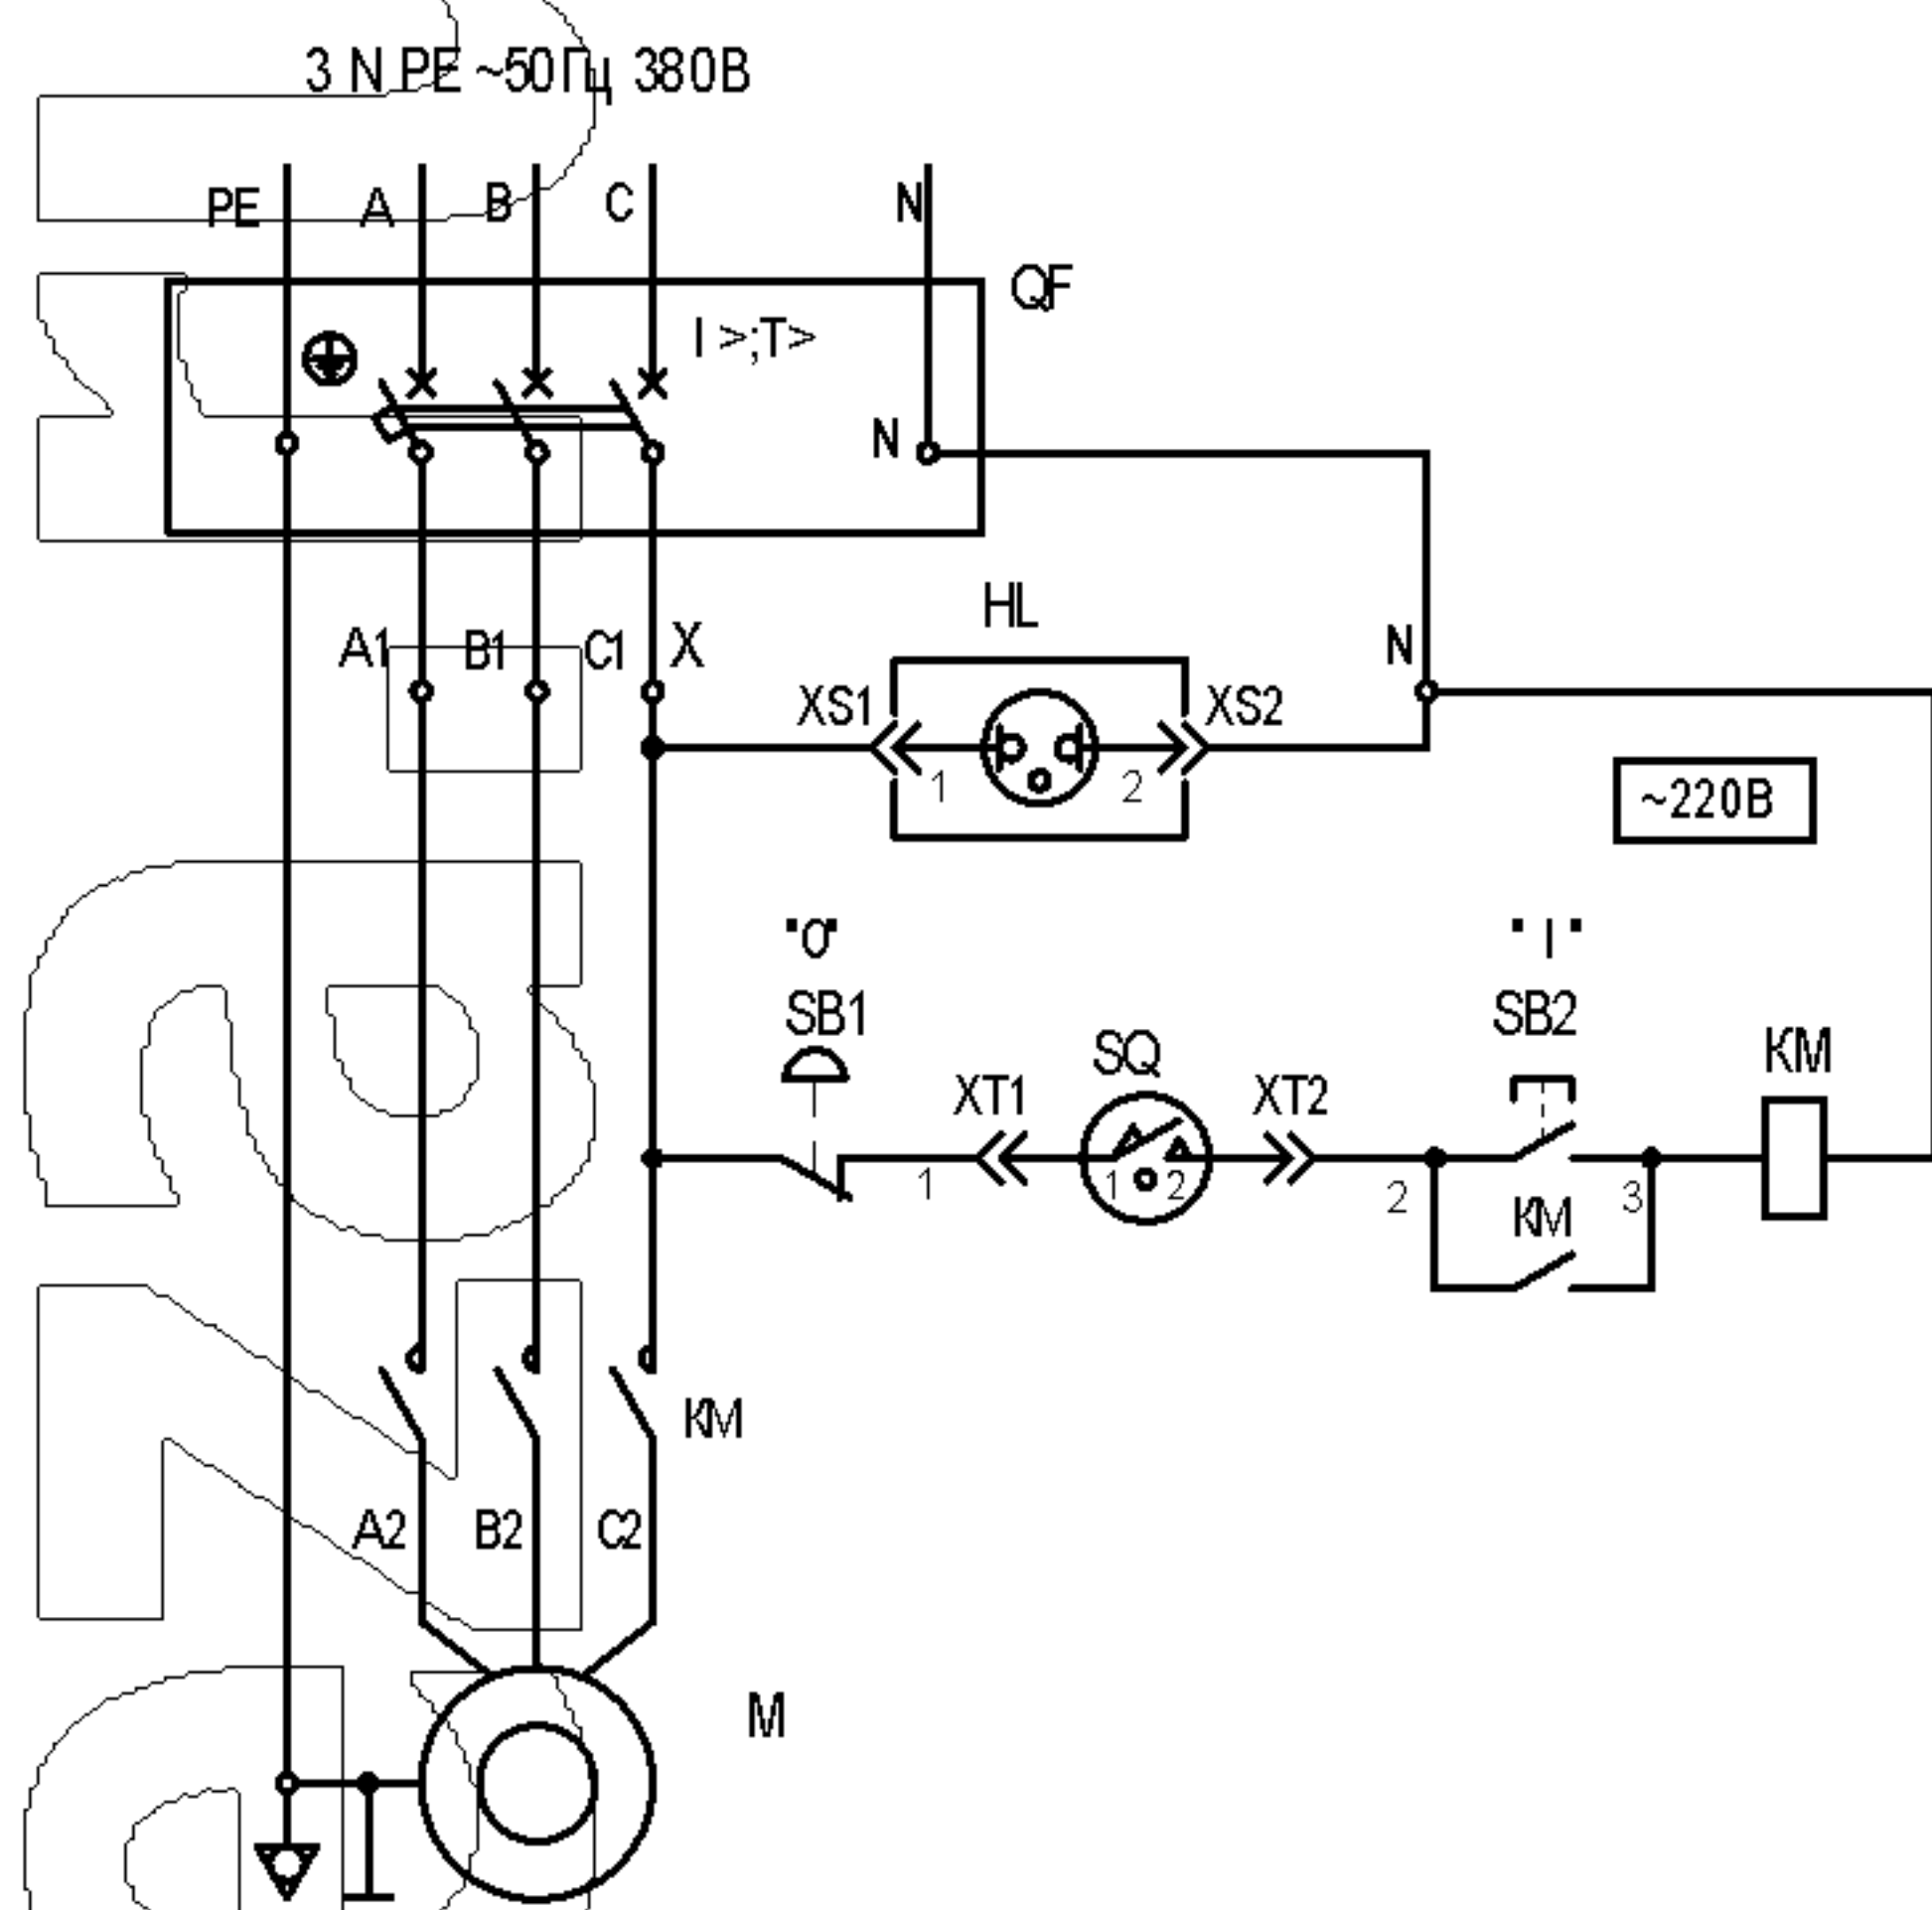 3 N PE ~50Гц 380В
PE A B C N
QF
I >;T>
N
HL
A1 B1 C1 X N
XS1 XS2
1 2
~220В
"0" " I "
SB1 SB2
SQ KM
XT1 XT2
1 1 2 2 3
KM
KM
A2 B2 C2
M